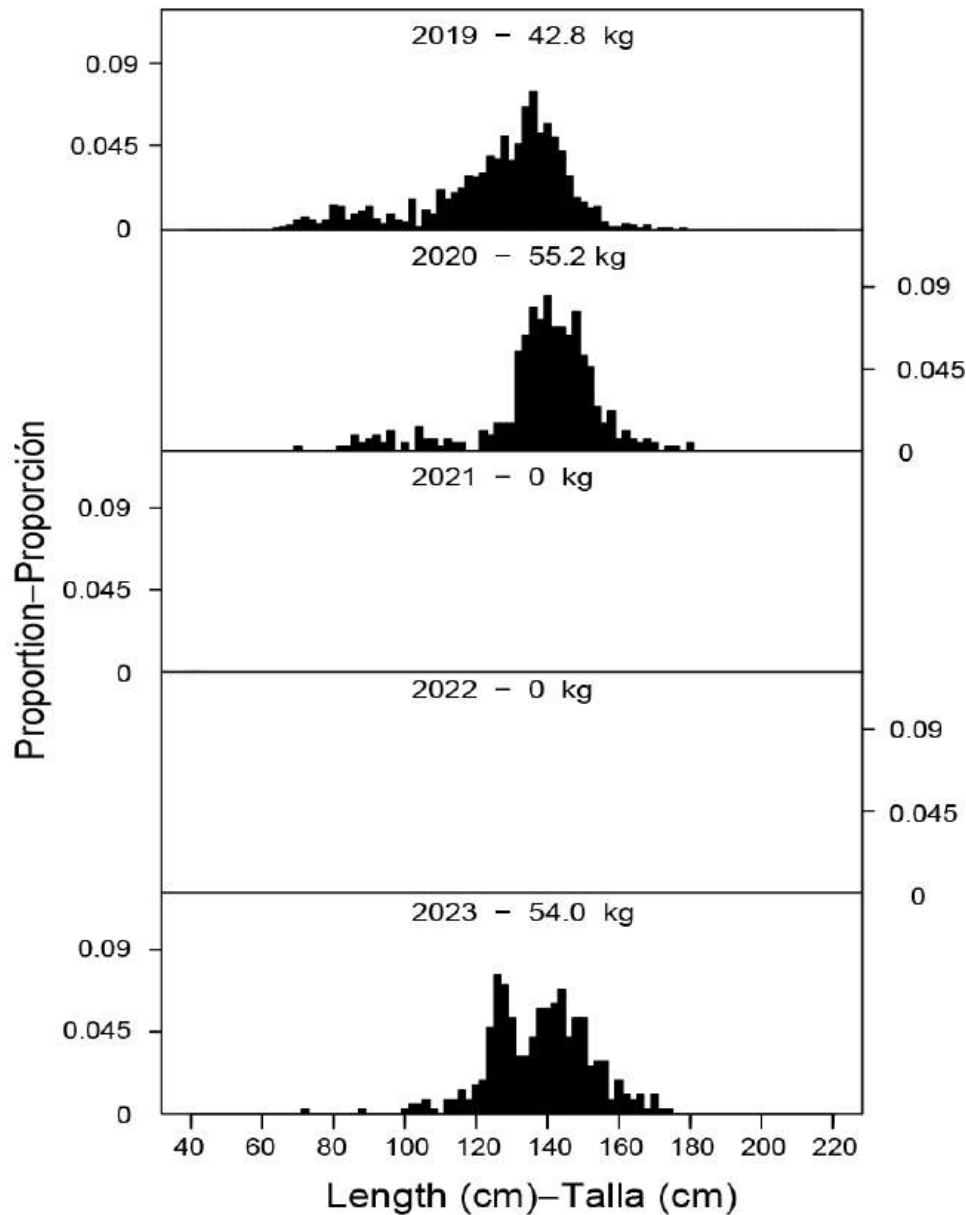 2019 – 42.8 kg
0.09
0.045
0
2020 – 55.2 kg
0.09
0.045
0
2021 – 0 kg
0.09
0.045
0
2022 – 0 kg
0.09
0.045
0
2023 – 54.0 kg
0.09
0.045
0
40 60 80 100 120 140 160 180 200 220
Length (cm)–Talla (cm)
Proportion–Proporción